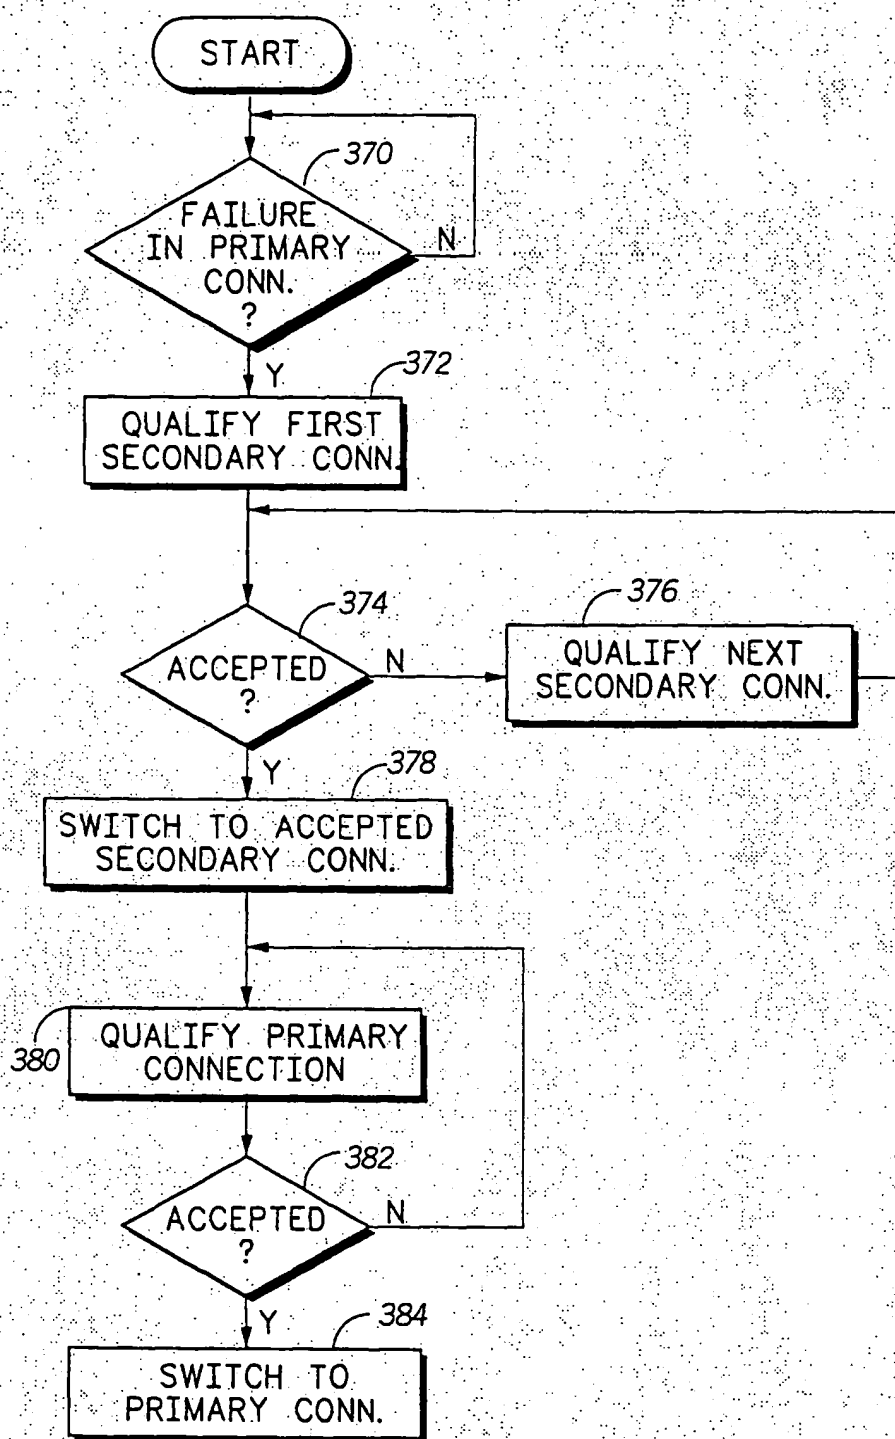 START
370
FAILURE
IN PRIMARY
CONN.
?
N
Y
372
QUALIFY FIRST
SECONDARY CONN.
374
ACCEPTED
?
N
376
QUALIFY NEXT
SECONDARY CONN.
Y
378
SWITCH TO ACCEPTED
SECONDARY CONN.
380
QUALIFY PRIMARY
CONNECTION
382
ACCEPTED
?
N
Y
384
SWITCH TO
PRIMARY CONN.